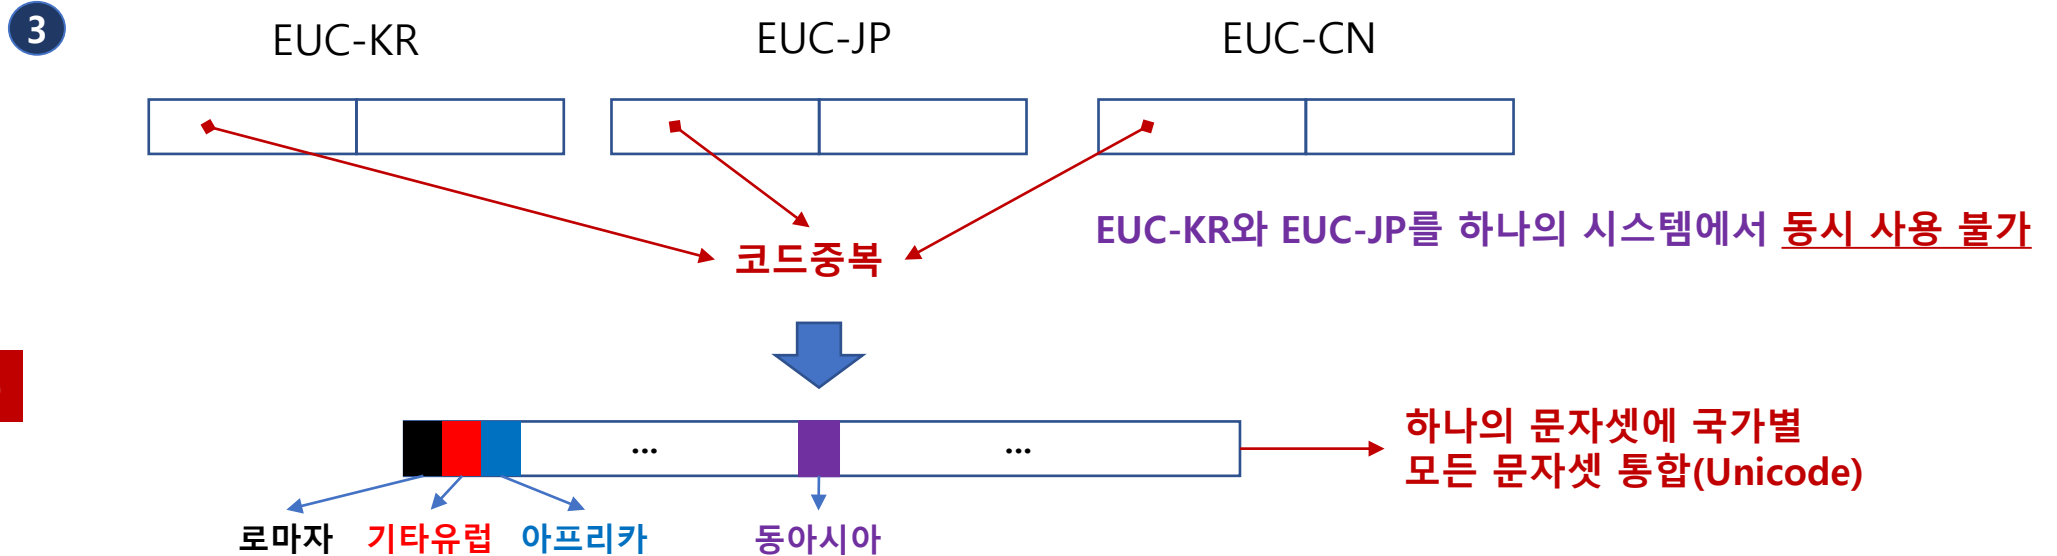 3
EUC-KR
EUC-JP
EUC-CN
EUC-KR와 EUC-JP를 하나의 시스템에서 동시 사용 불가
코드중복
... ...
하나의 문자셋에 국가별
모든 문자셋 통합(Unicode)
로마자 기타유럽 아프리카 동아시아